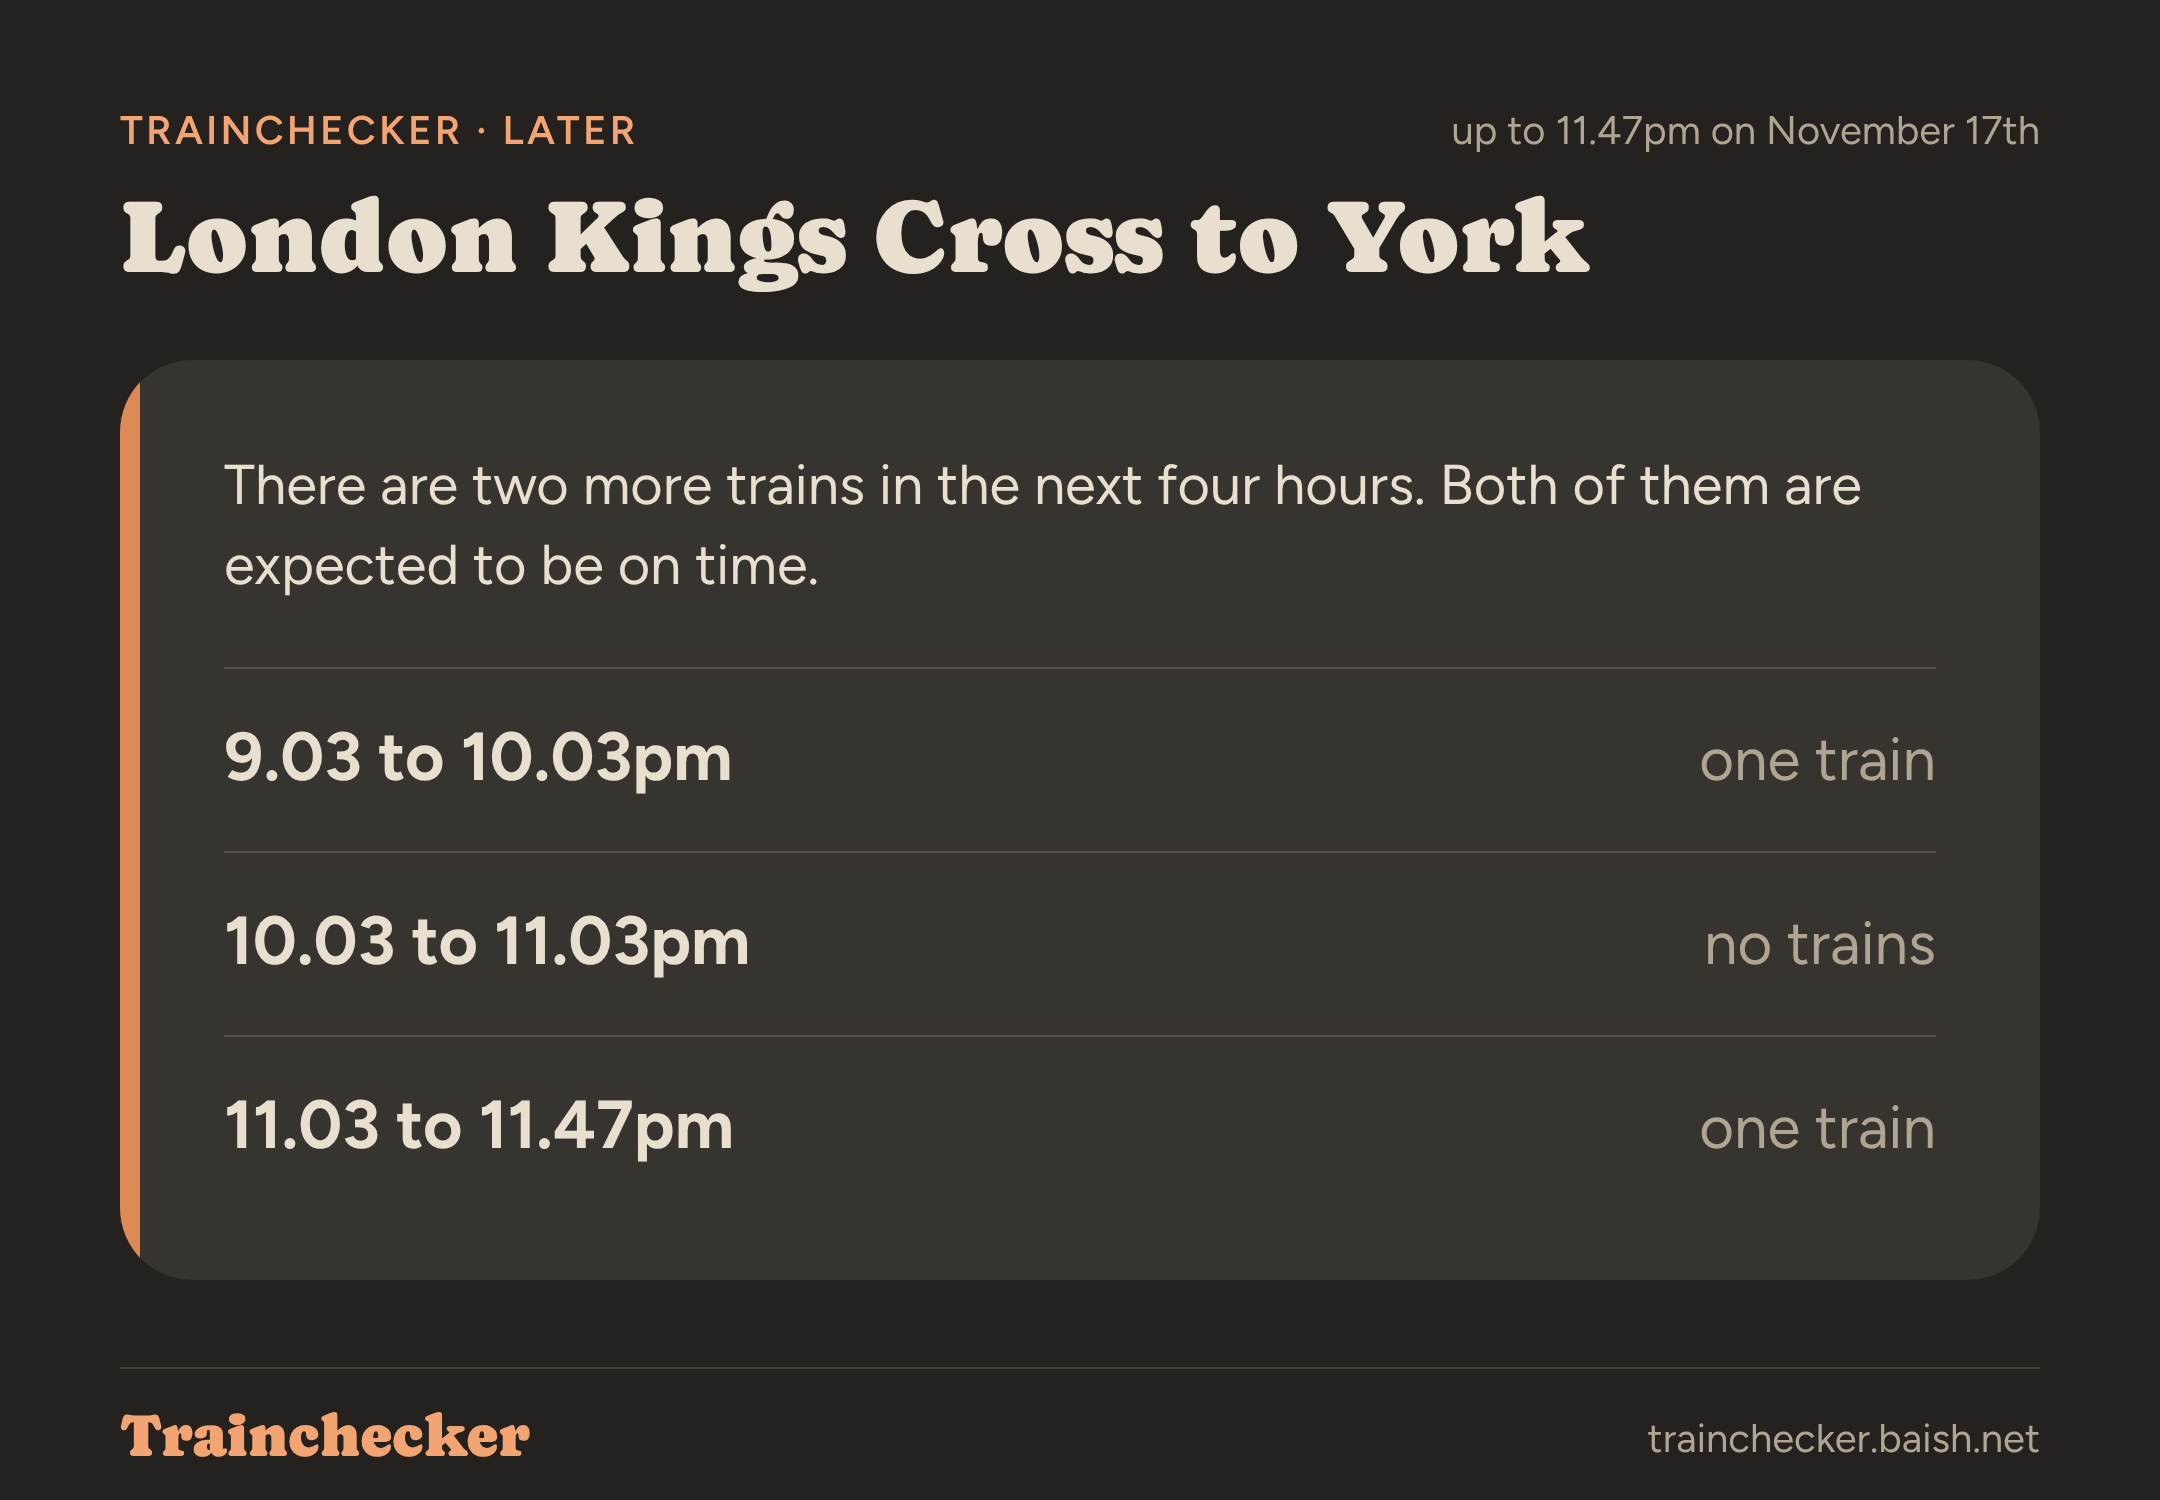 TRAINCHECKER · LATER
up to 11.47pm on November 17th
London Kings Cross to York
There are two more trains in the next four hours. Both of them are
expected to be on time.
9.03 to 10.03pm
one train
10.03 to 11.03pm
no trains
11.03 to 11.47pm
one train
Trainchecker
trainchecker.baish.net